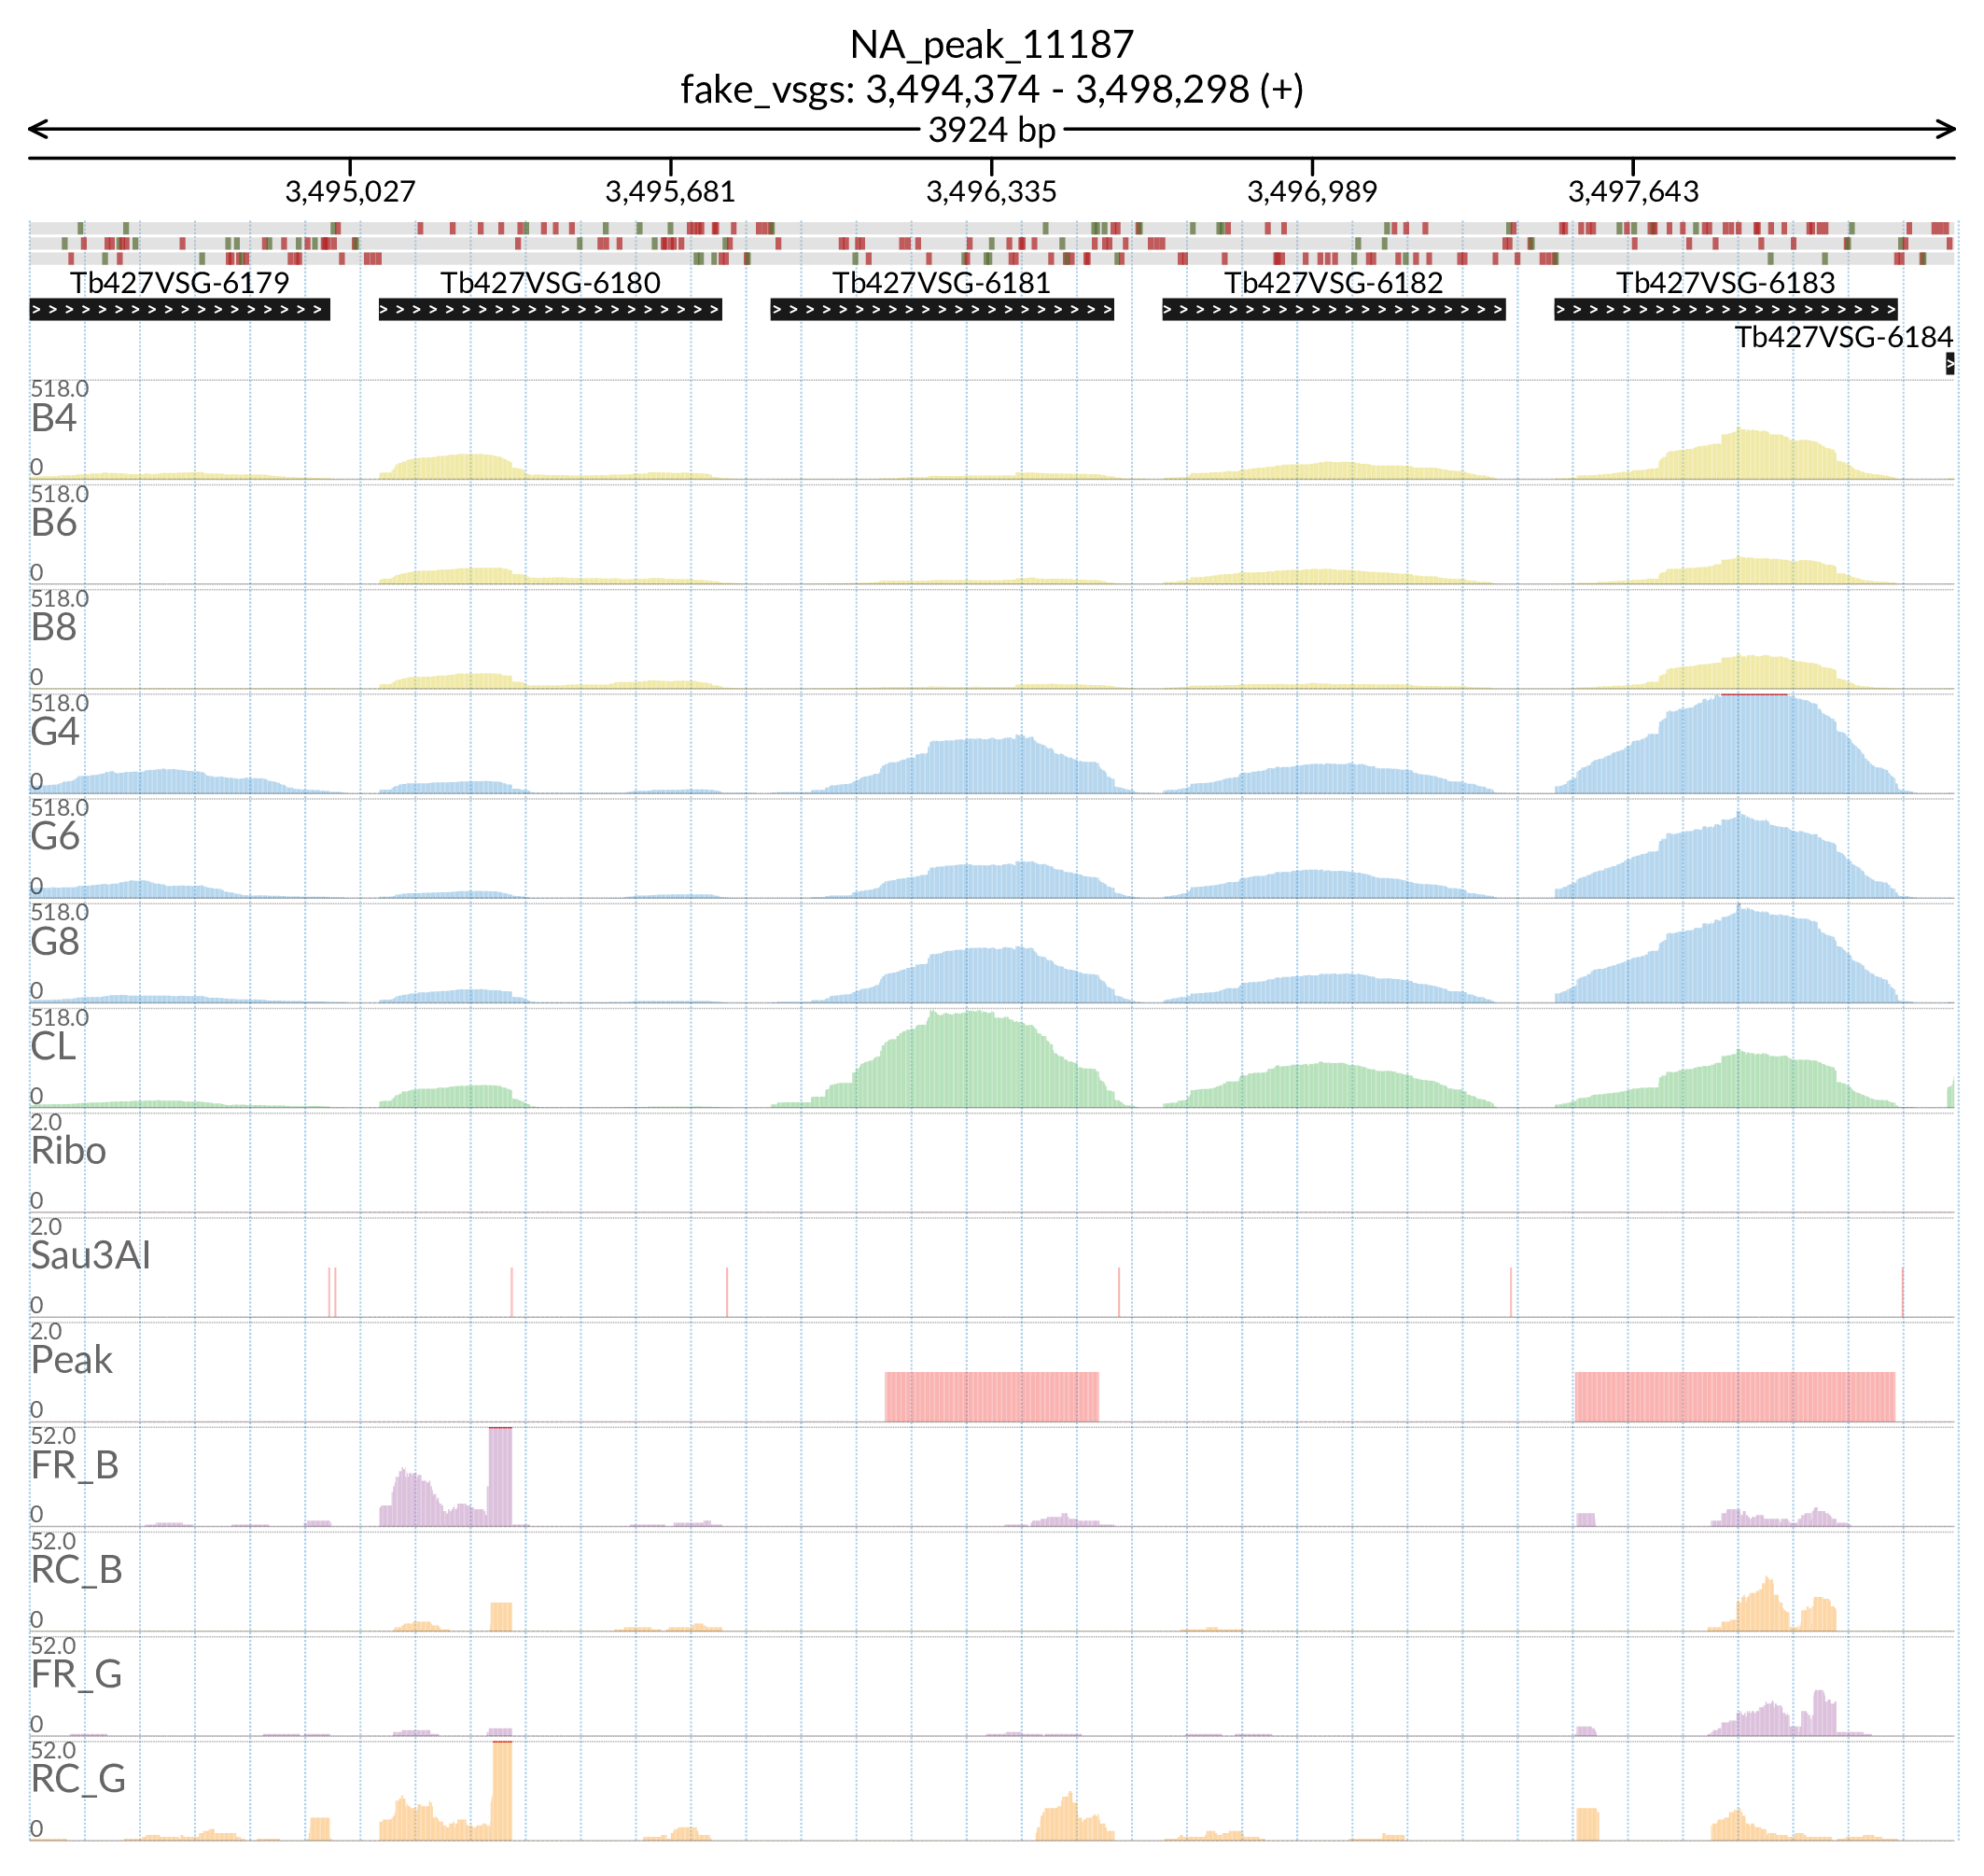 NA_peak_11187
fake_vsgs: 3,494,374 - 3,498,298 (+)
3924 bp
3,495,027 3,495,681 3,496,335 3,496,989 3,497,643
Tb427VSG-6179 Tb427VSG-6180 Tb427VSG-6181 Tb427VSG-6182 Tb427VSG-6183
Tb427VSG-6184
518.0
B4
0
518.0
B6
0
518.0
B8
0
518.0
G4
0
518.0
G6
0
518.0
G8
0
518.0
CL
0
2.0
Ribo
0
2.0
Sau3AI
0
2.0
Peak
0
52.0
FR_B
0
52.0
RC_B
0
52.0
FR_G
0
52.0
RC_G
0